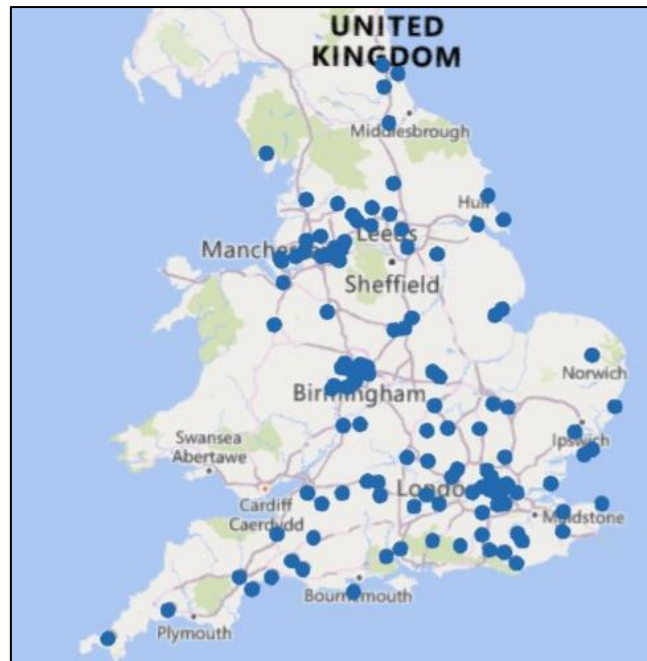 UNITED
KINGDOM
Middlesbrough
Hull
Leeds
Manchester
Sheffield
Norwich
Birmingham
Swansea
Abertawe
Ipswich
London
Cardiff
Caerdydd
Maidstone
Bournemouth
Plymouth